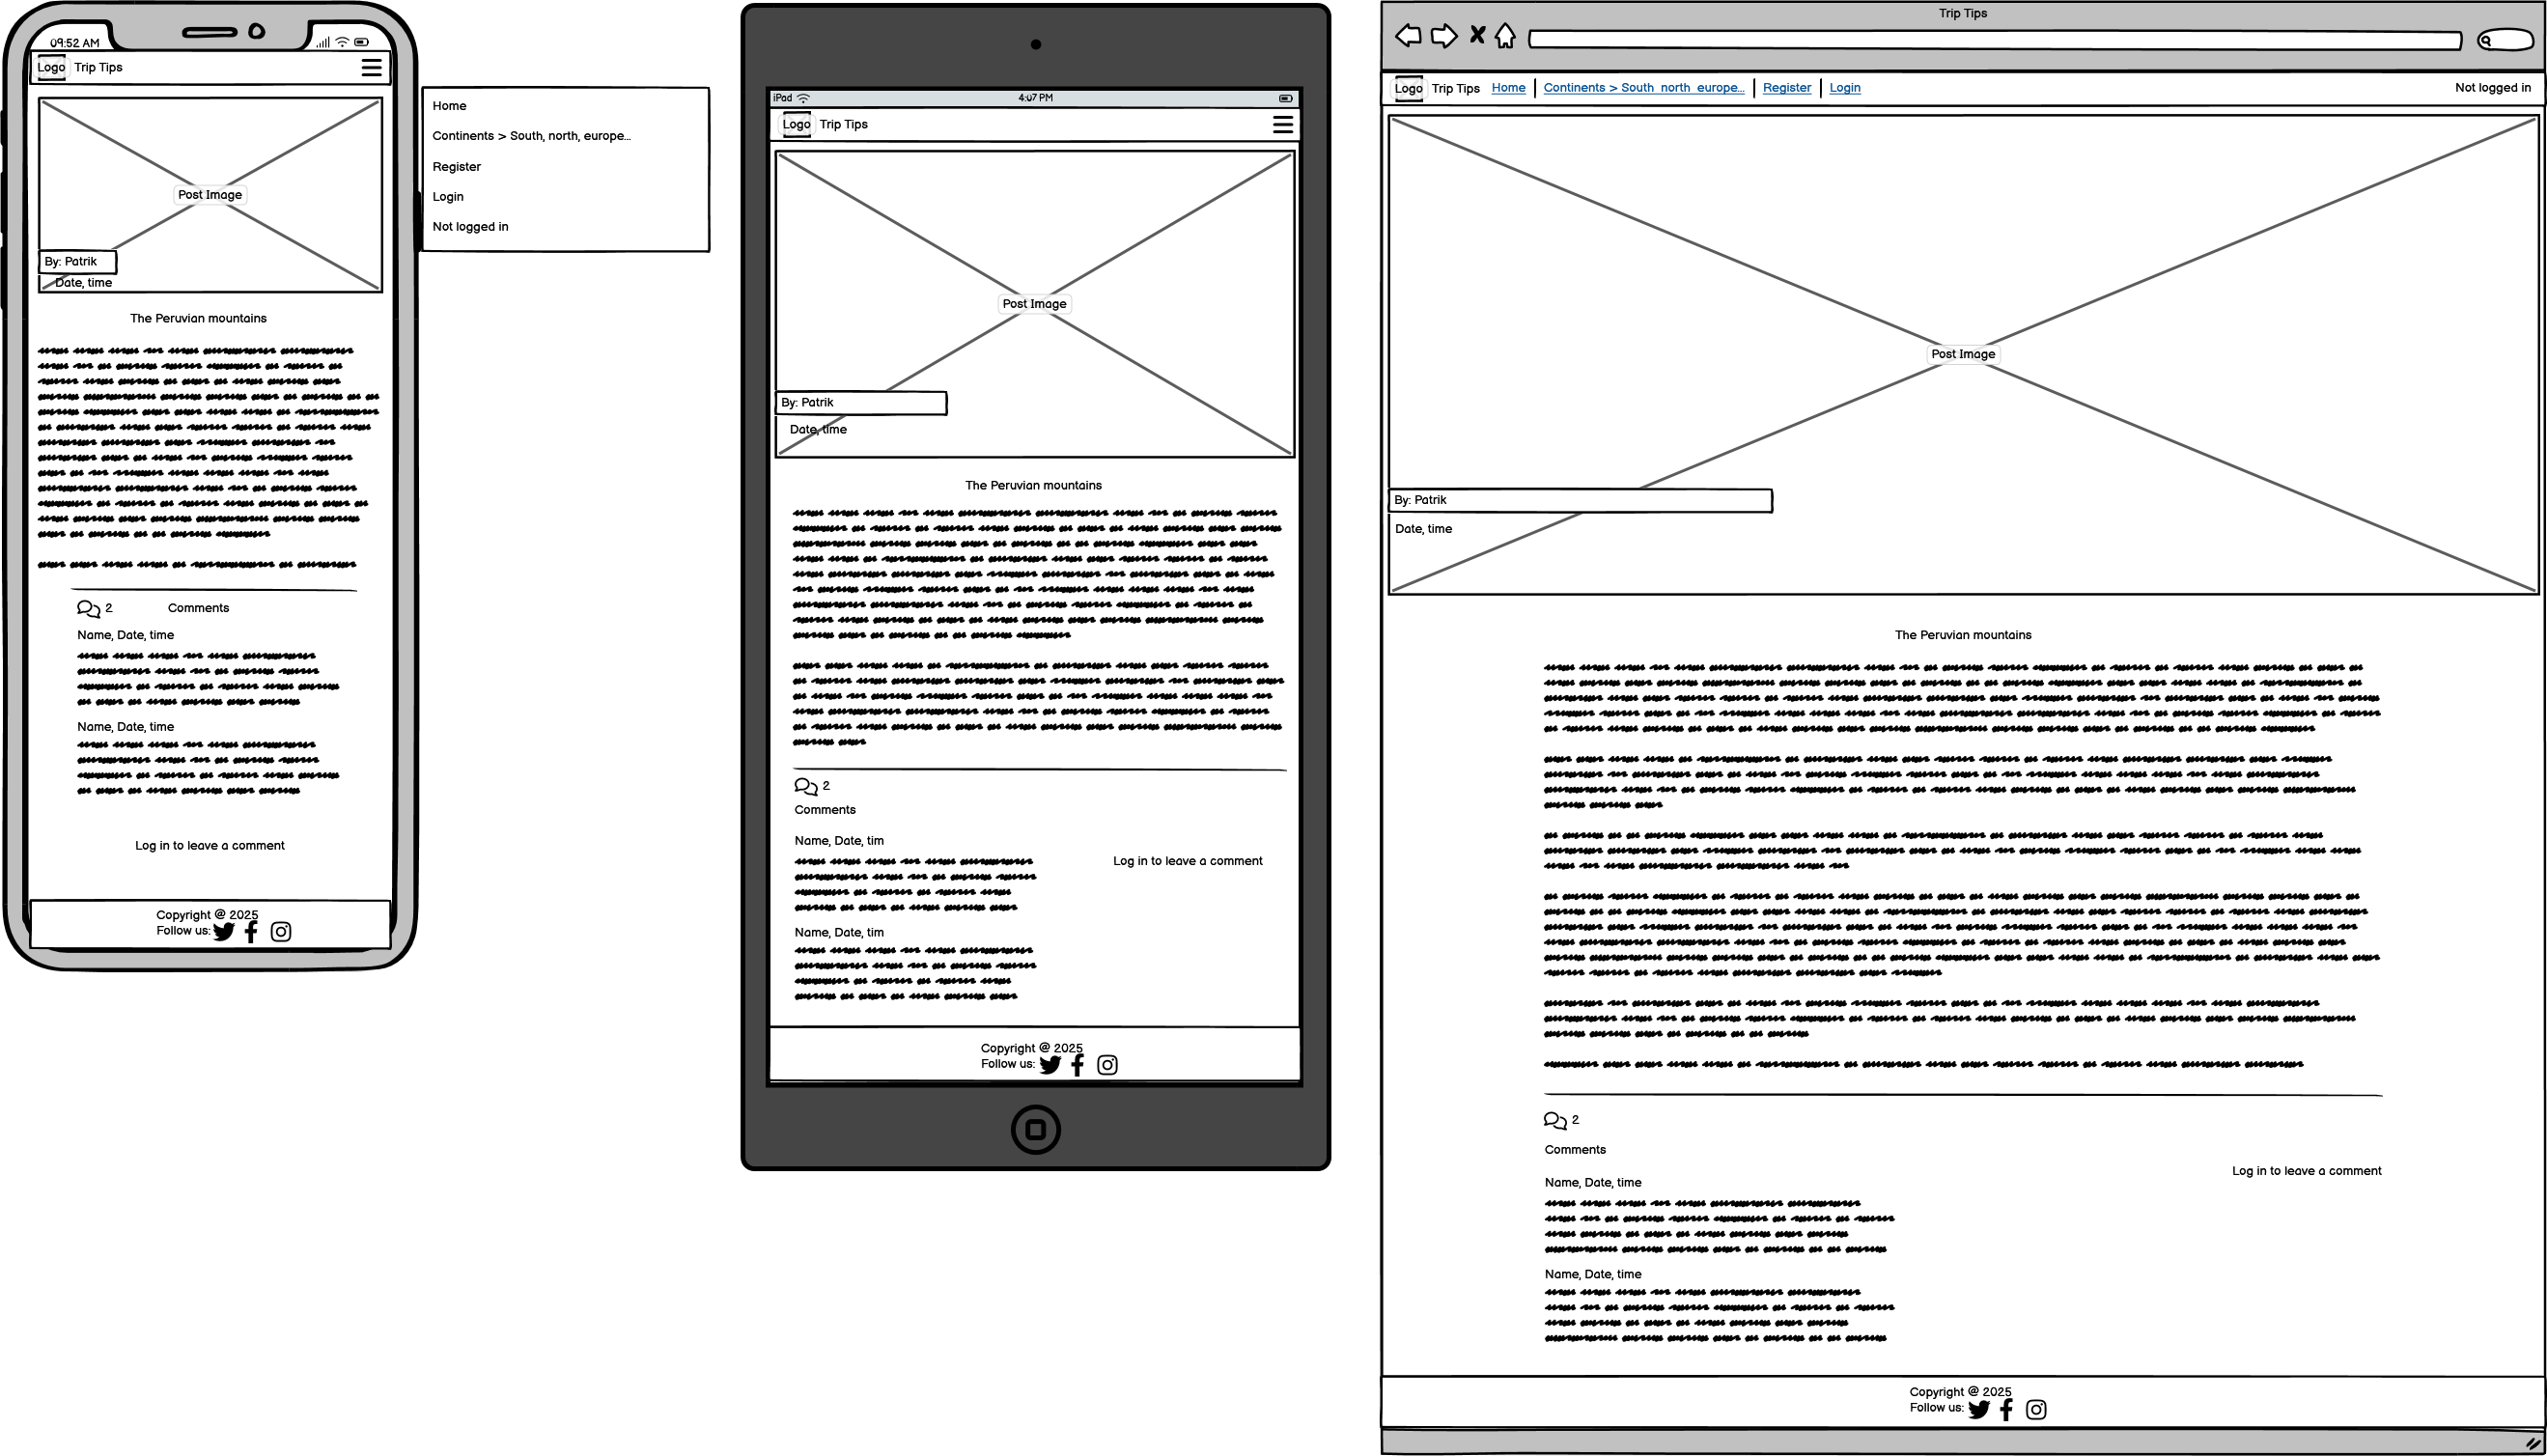 09:52 AM
Logo Trip Tips
Post Image
By: Patrik
Date, time
The Peruvian mountains
2 Comments
Name, Date, time
Name, Date, time
Log in to leave a comment
Copyright @ 2025
Follow us:
Home
Continents > South, north, europe...
Register
Login
Not logged in
iPad 4:07 PM
Logo Trip Tips
Post Image
By: Patrik
Date, time
The Peruvian mountains
2
Comments
Name, Date, tim
Log in to leave a comment
Name, Date, tim
Copyright @ 2025
Follow us:
Trip Tips
Logo Trip Tips Home Continents > South north europe... Register Login Not logged in
Post Image
By: Patrik
Date, time
The Peruvian mountains
2
Comments
Log in to leave a comment
Name, Date, time
Name, Date, time
Copyright @ 2025
Follow us: